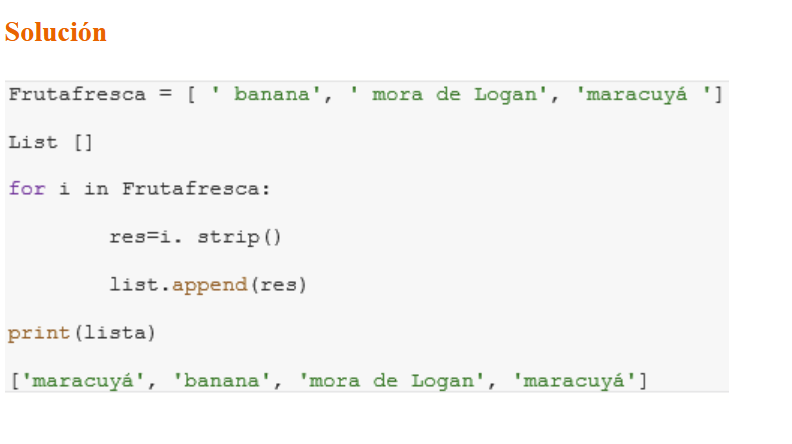 Solución
Frutafresca = [ ' banana', ' mora de Logan', 'maracuyá ']
List []
for i in Frutafresca:
res=i. strip()
list.append(res)
print(lista)
['maracuyá', 'banana', 'mora de Logan', 'maracuyá']